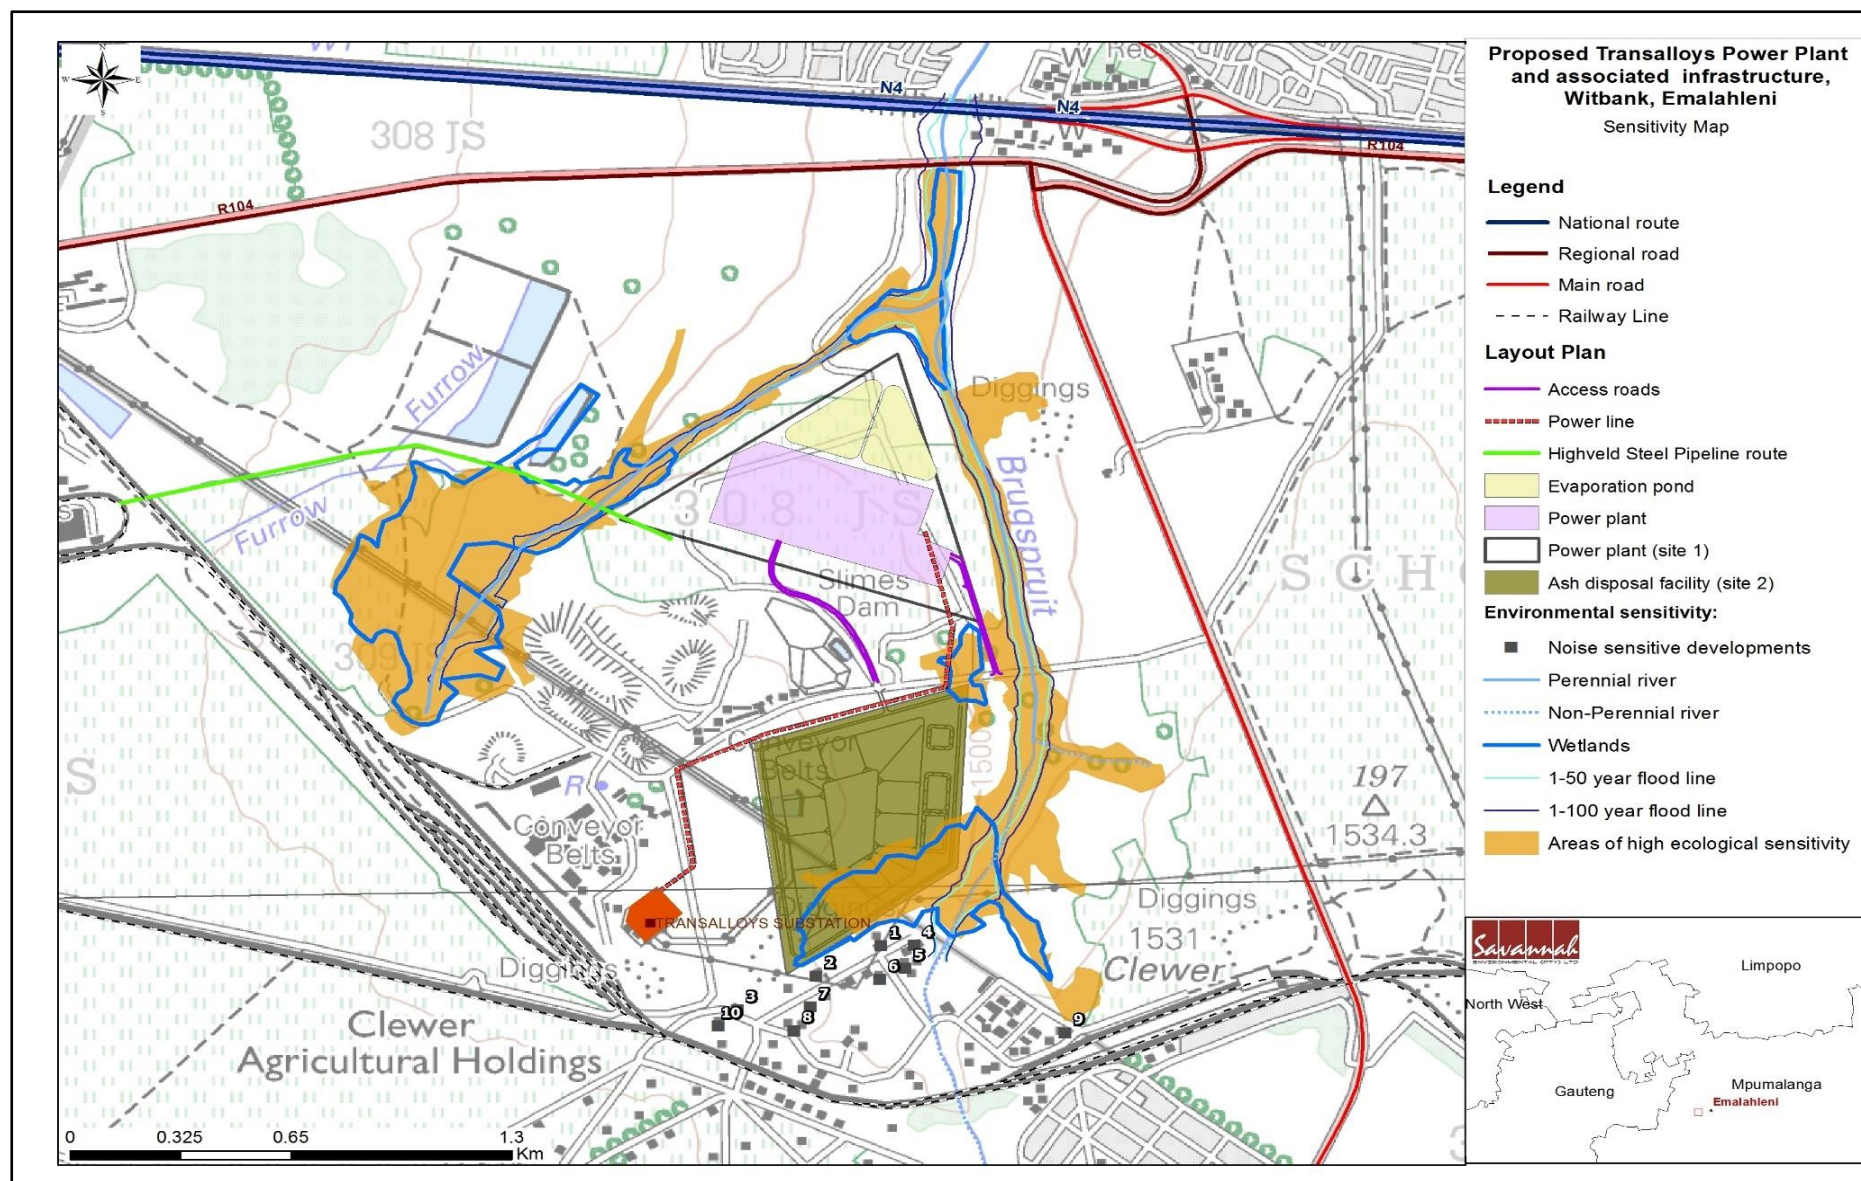 Proposed Transalloys Power Plant
and associated infrastructure,
Witbank, Emalahleni
Sensitivity Map
Legend
National route
Regional road
Main road
Railway Line
Layout Plan
Access roads
Power line
Highveld Steel Pipeline route
Evaporation pond
Power plant
Power plant (site 1)
Ash disposal facility (site 2)
Environmental sensitivity:
Noise sensitive developments
Perennial river
Non-Perennial river
Wetlands
1-50 year flood line
1-100 year flood line
Areas of high ecological sensitivity
Savannah
ENVIRONMENTAL (PTY) LTD
Limpopo
North West
Gauteng
Mpumalanga
Emalahleni
N
W
E
S
N4
N4
W
W
308 JS
R104
R104
Furrow
Furrow
Diggings
Brugspruit
308 JS
S
SCH
Slimes
Dam
309 JS
S
Conveyor
Belts
1500
R
Conveyor
Belts
197
1534.3
Diggings
TRANSALLOYS SUBSTATION
Diggings
1531
Clewer
Diggings
1
4
2
5
6
7
3
10
8
9
Clewer
Agricultural Holdings
0
0.325
0.65
1.3
Km